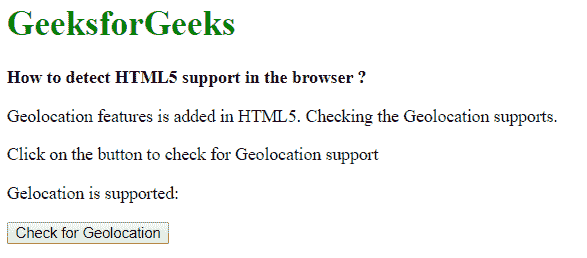 GeeksforGeeks
How to detect HTML5 support in the browser ?
Geolocation features is added in HTML5. Checking the Geolocation supports.
Click on the button to check for Geolocation support
Gelocation is supported:
Check for Geolocation